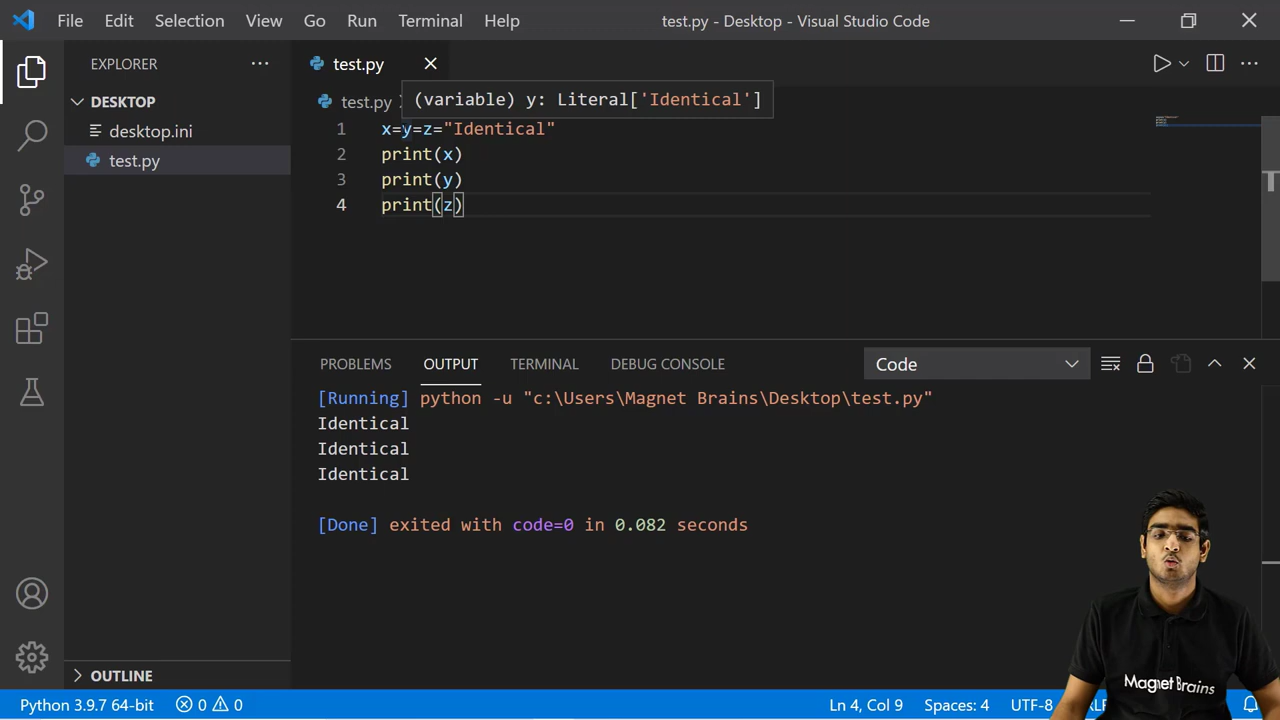 File Edit Selection View Go Run Terminal Help test.py - Desktop - Visual Studio Code
EXPLORER
test.py
DESKTOP
desktop.ini
test.py
test.py
(variable) y: Literal['Identical']
1 x=y=z="Identical"
2 print(x)
3 print(y)
4 print(z)
PROBLEMS OUTPUT TERMINAL DEBUG CONSOLE Code
[Running] python -u "c:\Users\Magnet Brains\Desktop\test.py"
Identical
Identical
Identical
[Done] exited with code=0 in 0.082 seconds
OUTLINE
Magnet Brains
Python 3.9.7 64-bit 0 0 Ln 4, Col 9 Spaces: 4 UTF-8